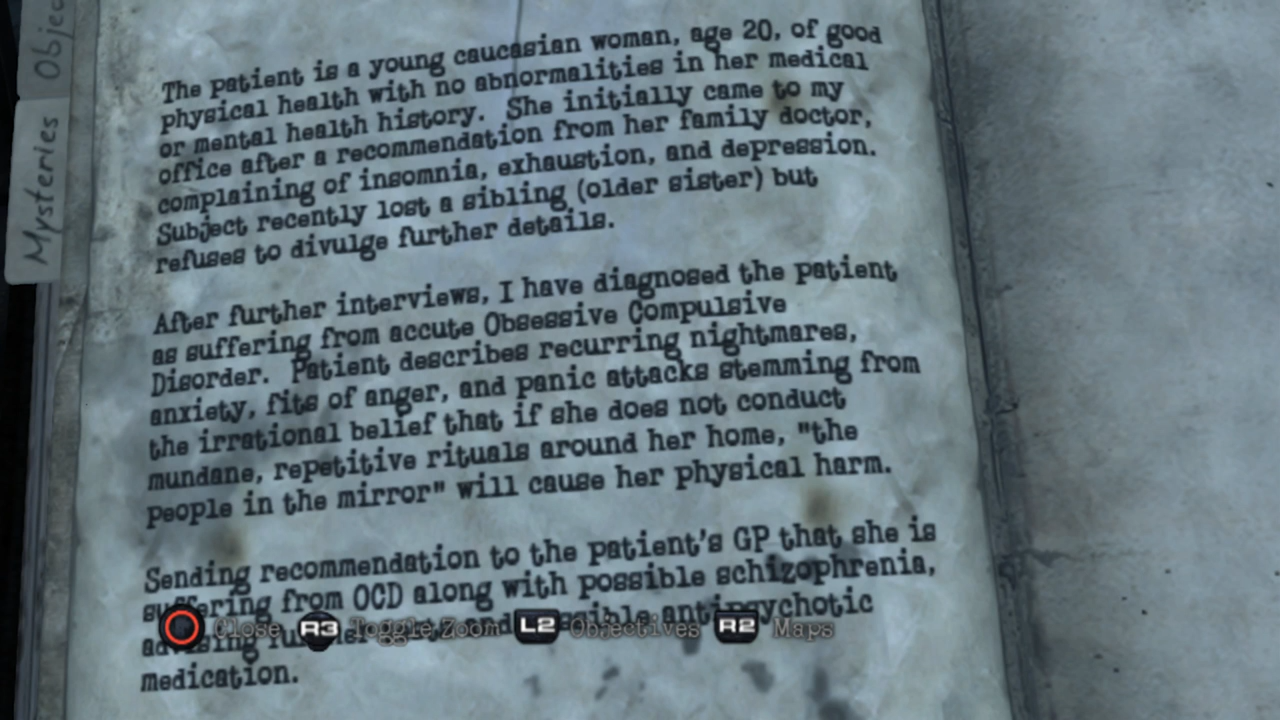 Objec
Mysteries
The patient is a young caucasian woman, age 20, of good
physical health with no abnormalities in her medical
or mental health history. She initially came to my
office after a recommendation from her family doctor,
complaining of insomnia, exhaustion, and depression.
Subject recently lost a sibling (older sister) but
refuses to divulge further details.
After further interviews, I have diagnosed the patient
as suffering from accute Obsessive Compulsive
Disorder. Patient describes recurring nightmares,
anxiety, fits of anger, and panic attacks stemming from
the irrational belief that if she does not conduct
mundane, repetitive rituals around her home, "the
people in the mirror" will cause her physical harm.
Sending recommendation to the patient's GP that she is
suffering from OCD along with possible schizophrenia,
advising and possible antipsychotic
medication.
Close R3 Toggle Zoom L2 Objectives R2 Maps